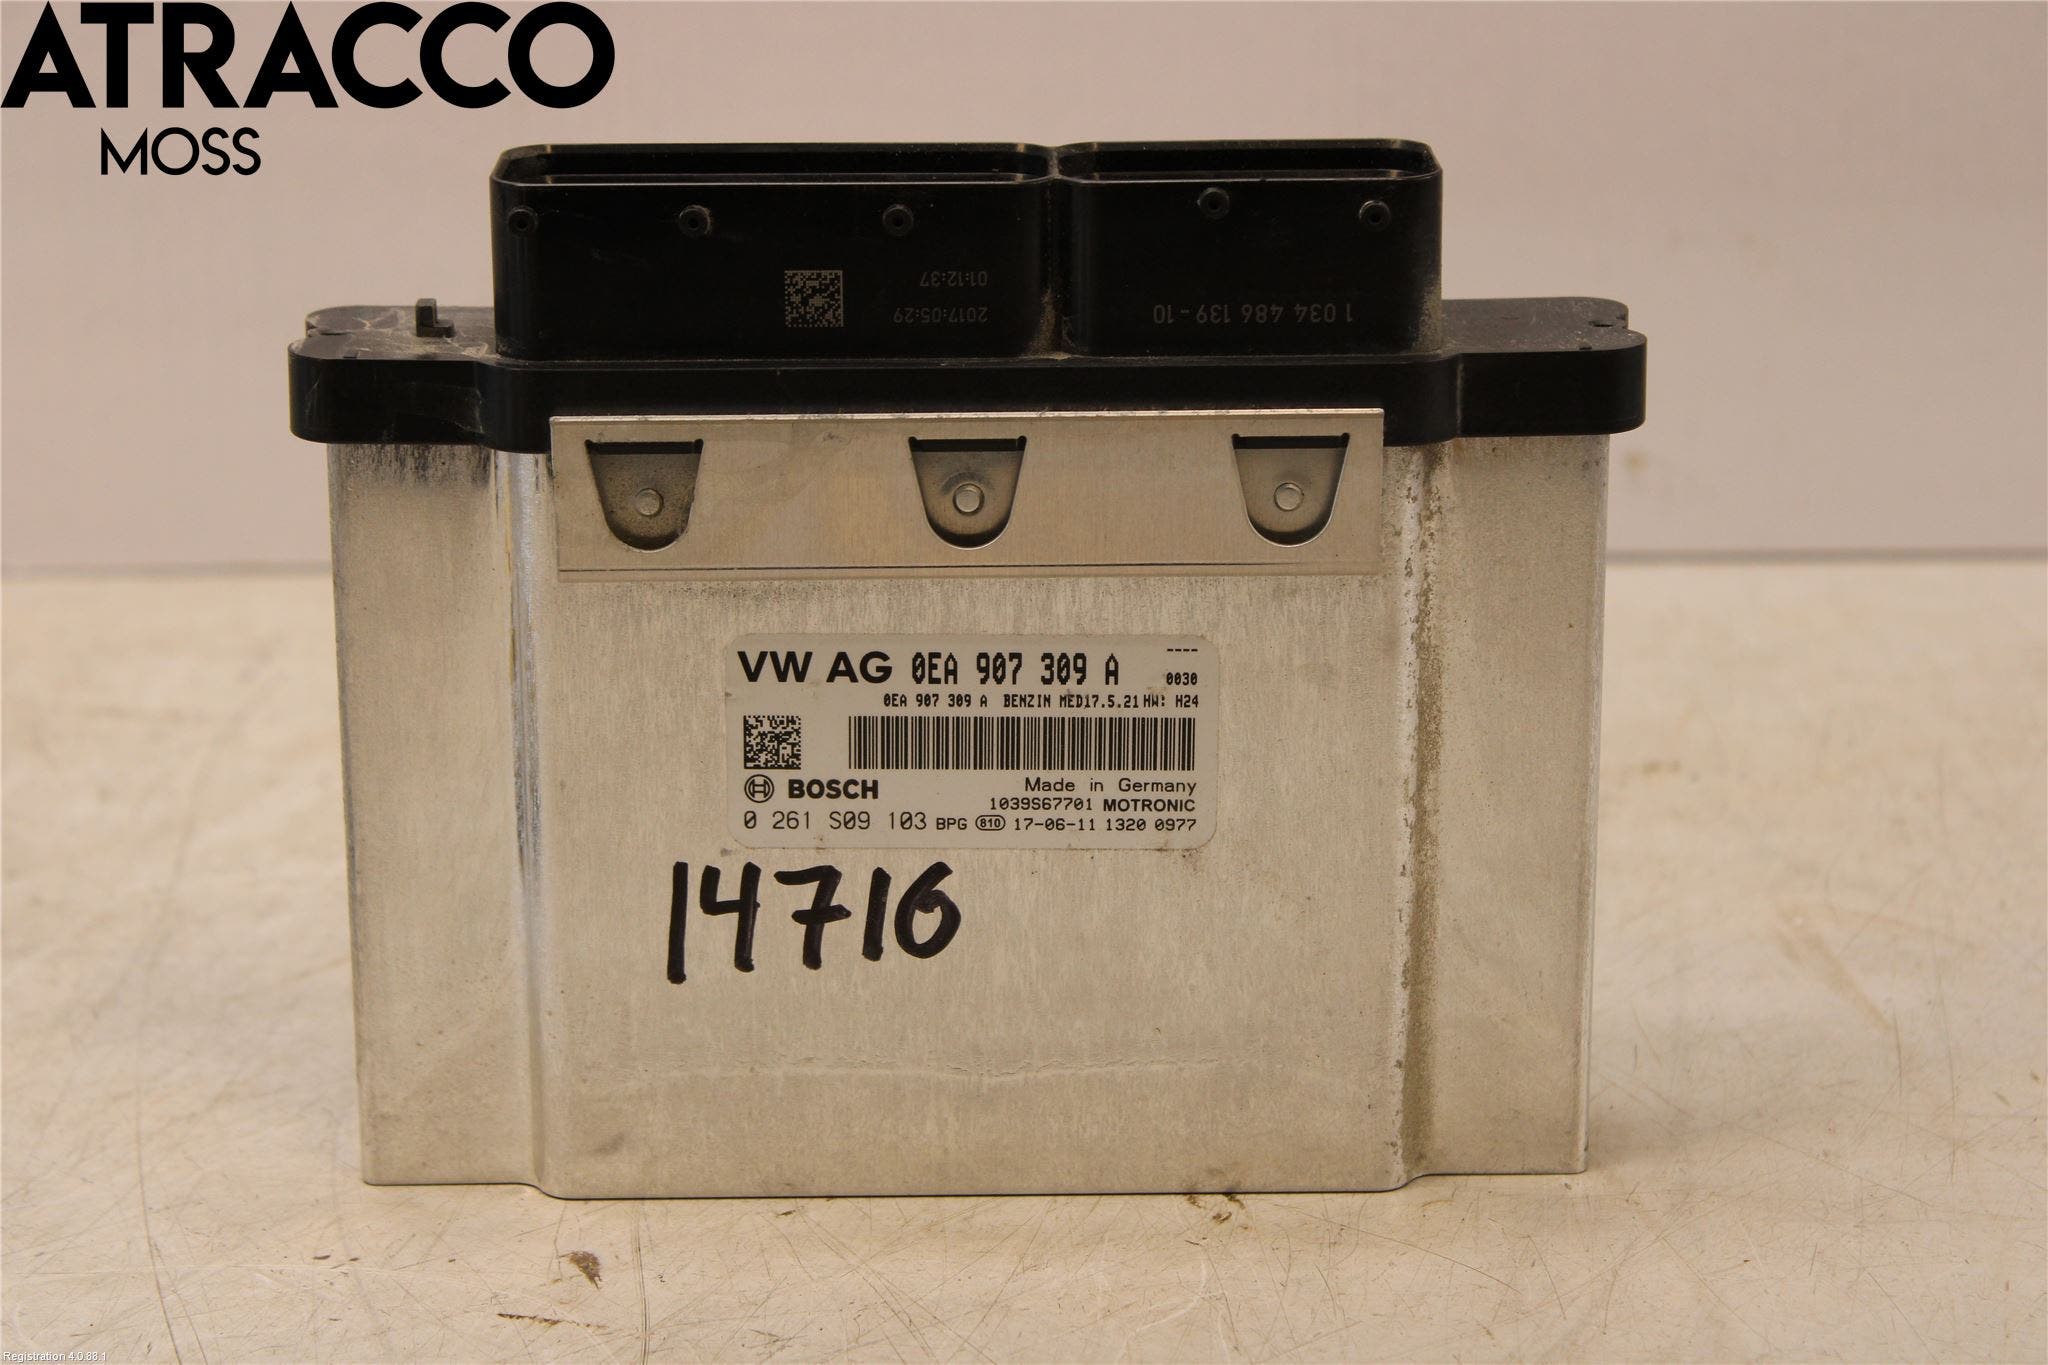 ATRACCO
MOSS
01:12:37
2017:05:29
1 034 486 139 - 10
VW AG 0EA 907 309 A
----
0030
0EA 907 309 A BENZIN MED17.5.21 HW: H24
BOSCH
Made in Germany
1039S67701 MOTRONIC
0 261 S09 103 BPG 810 17-06-11 1320 0977
14716
Registration 4.0.88.1